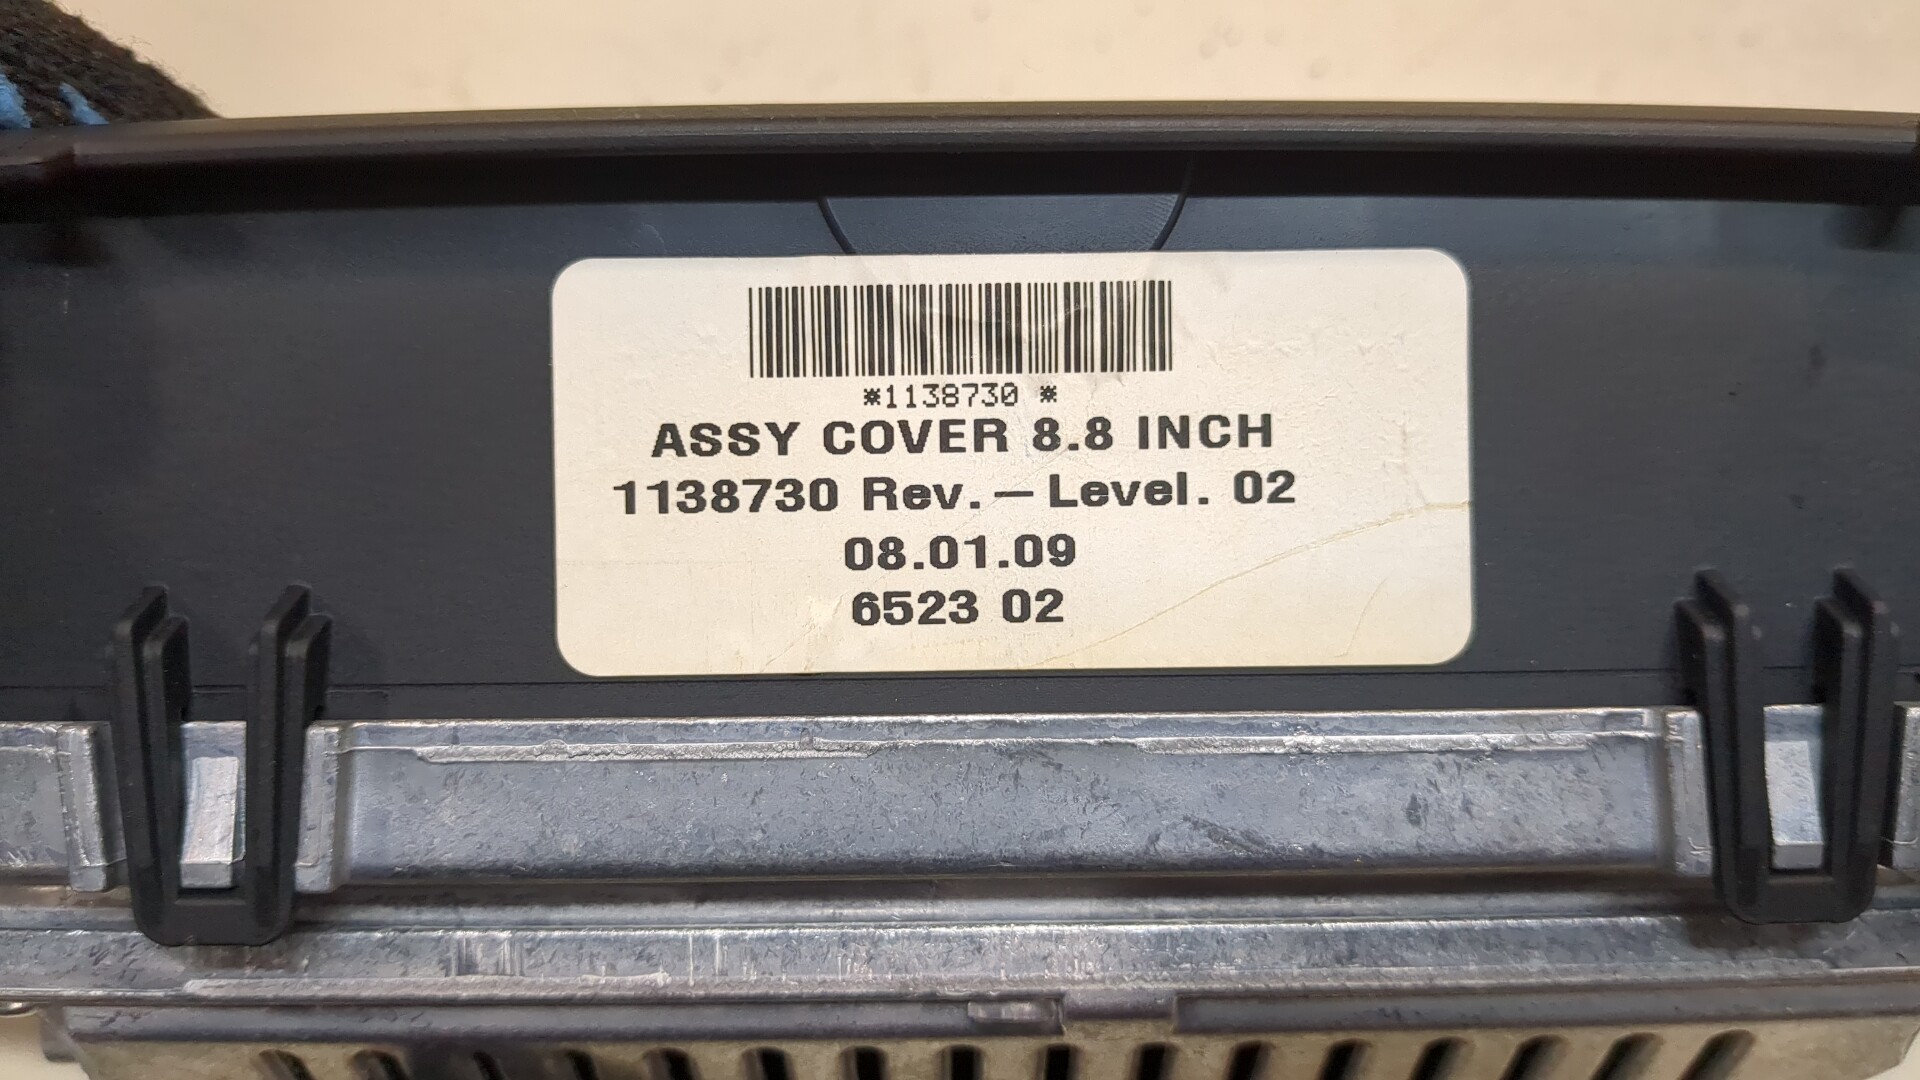 *1138730 *
ASSY COVER 8.8 INCH
1138730 Rev. — Level. 02
08.01.09
6523 02